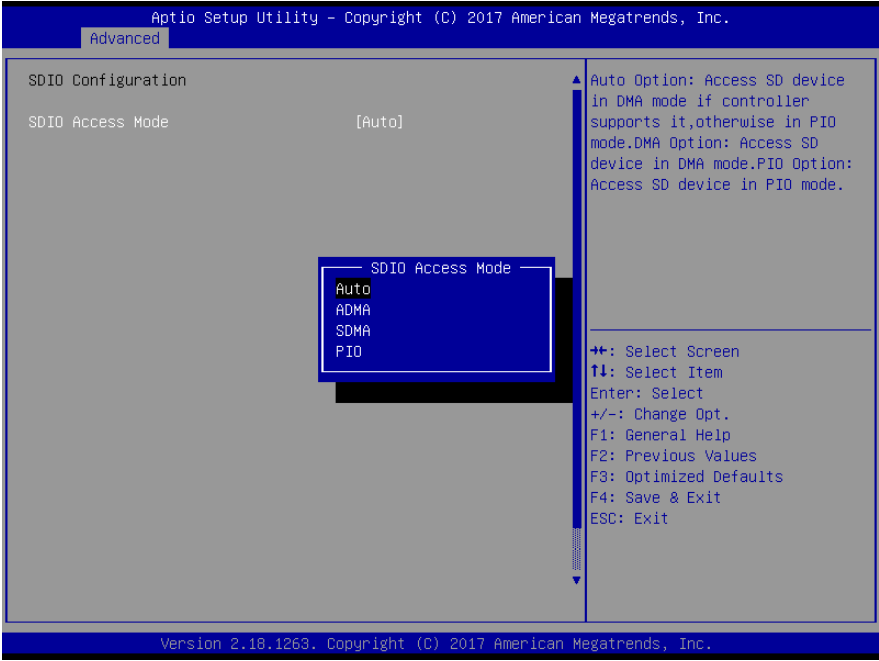 Aptio Setup Utility – Copyright (C) 2017 American Megatrends, Inc.
Advanced
SDIO Configuration
SDIO Access Mode [Auto]
SDIO Access Mode
Auto
ADMA
SDMA
PIO
Auto Option: Access SD device
in DMA mode if controller
supports it,otherwise in PIO
mode.DMA Option: Access SD
device in DMA mode.PIO Option:
Access SD device in PIO mode.
→←: Select Screen
↑↓: Select Item
Enter: Select
+/-: Change Opt.
F1: General Help
F2: Previous Values
F3: Optimized Defaults
F4: Save & Exit
ESC: Exit
Version 2.18.1263. Copyright (C) 2017 American Megatrends, Inc.